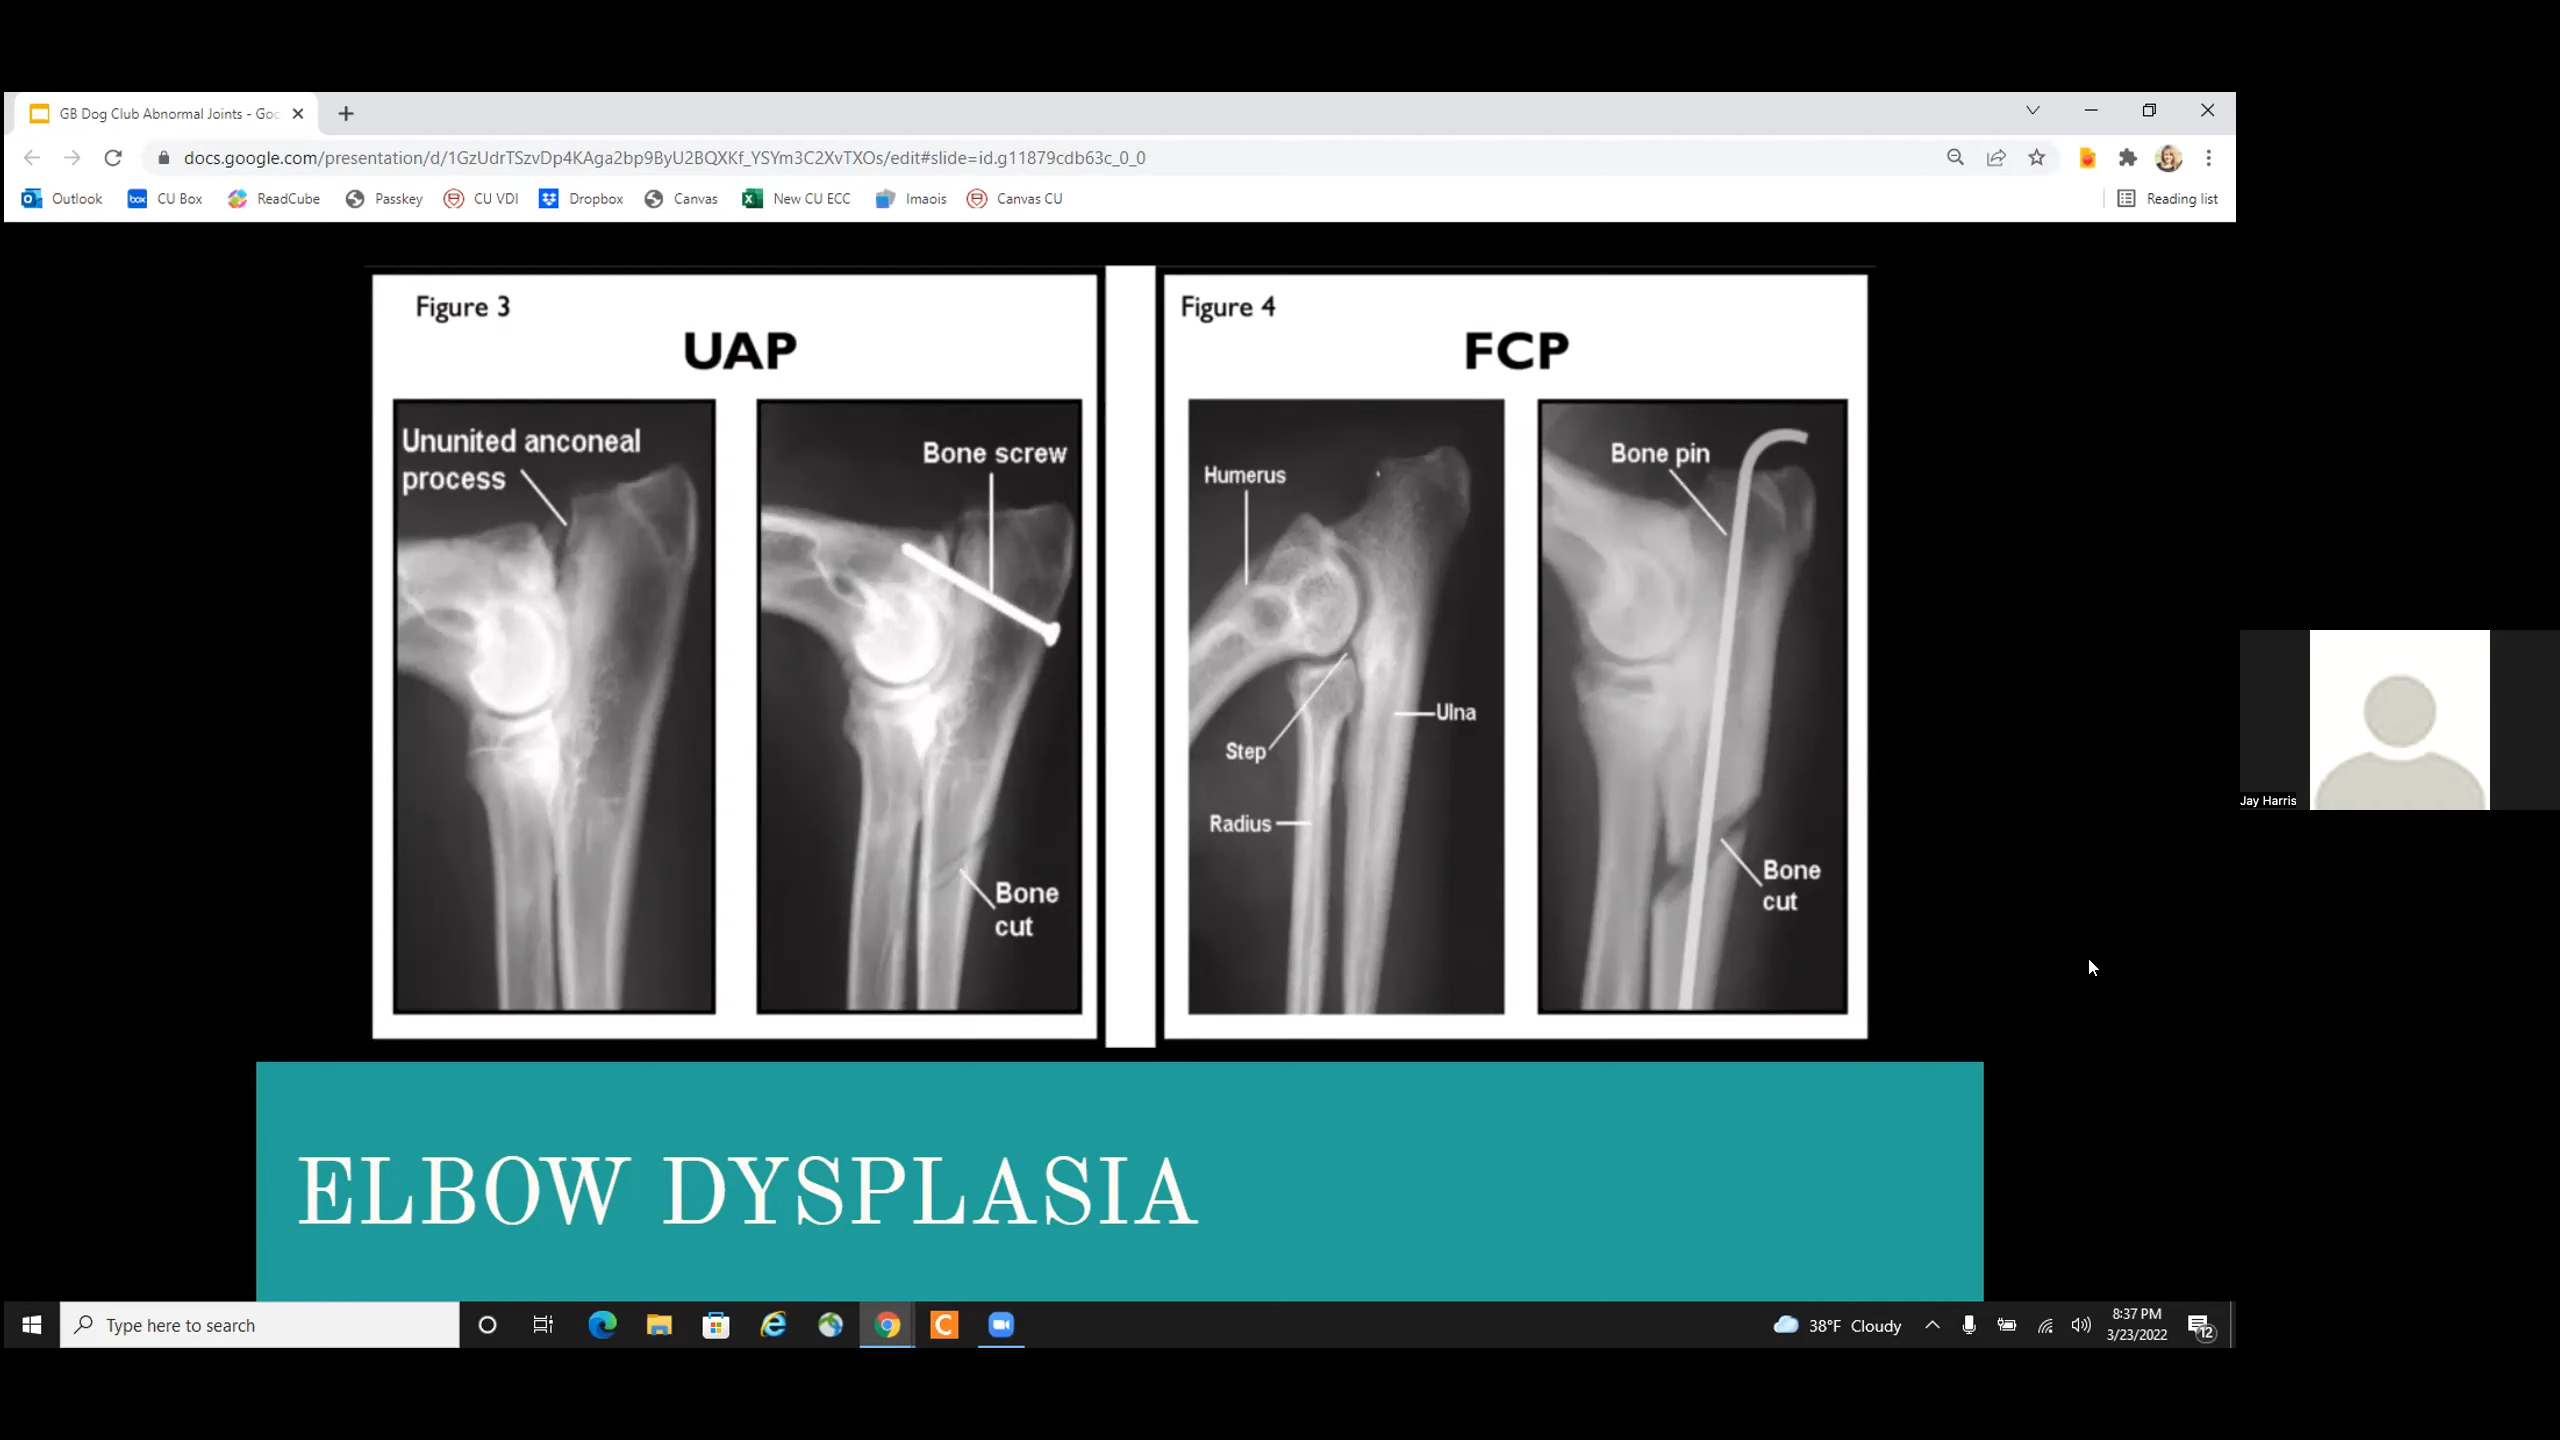 GB Dog Club Abnormal Joints - Goo
docs.google.com/presentation/d/1GzUdrTSzvDp4KAga2bp9ByU2BQXKf_YSYm3C2XvTXOs/edit#slide=id.g11879cdb63c_0_0
Outlook
CU Box
ReadCube
Passkey
CU VDI
Dropbox
Canvas
New CU ECC
Imaois
Canvas CU
Reading list
Figure 3
UAP
Ununited anconeal
process
Bone screw
Bone
cut
Figure 4
FCP
Humerus
Step
Ulna
Radius
Bone pin
Bone
cut
Jay Harris
ELBOW DYSPLASIA
Type here to search
38°F Cloudy
8:37 PM
3/23/2022
12